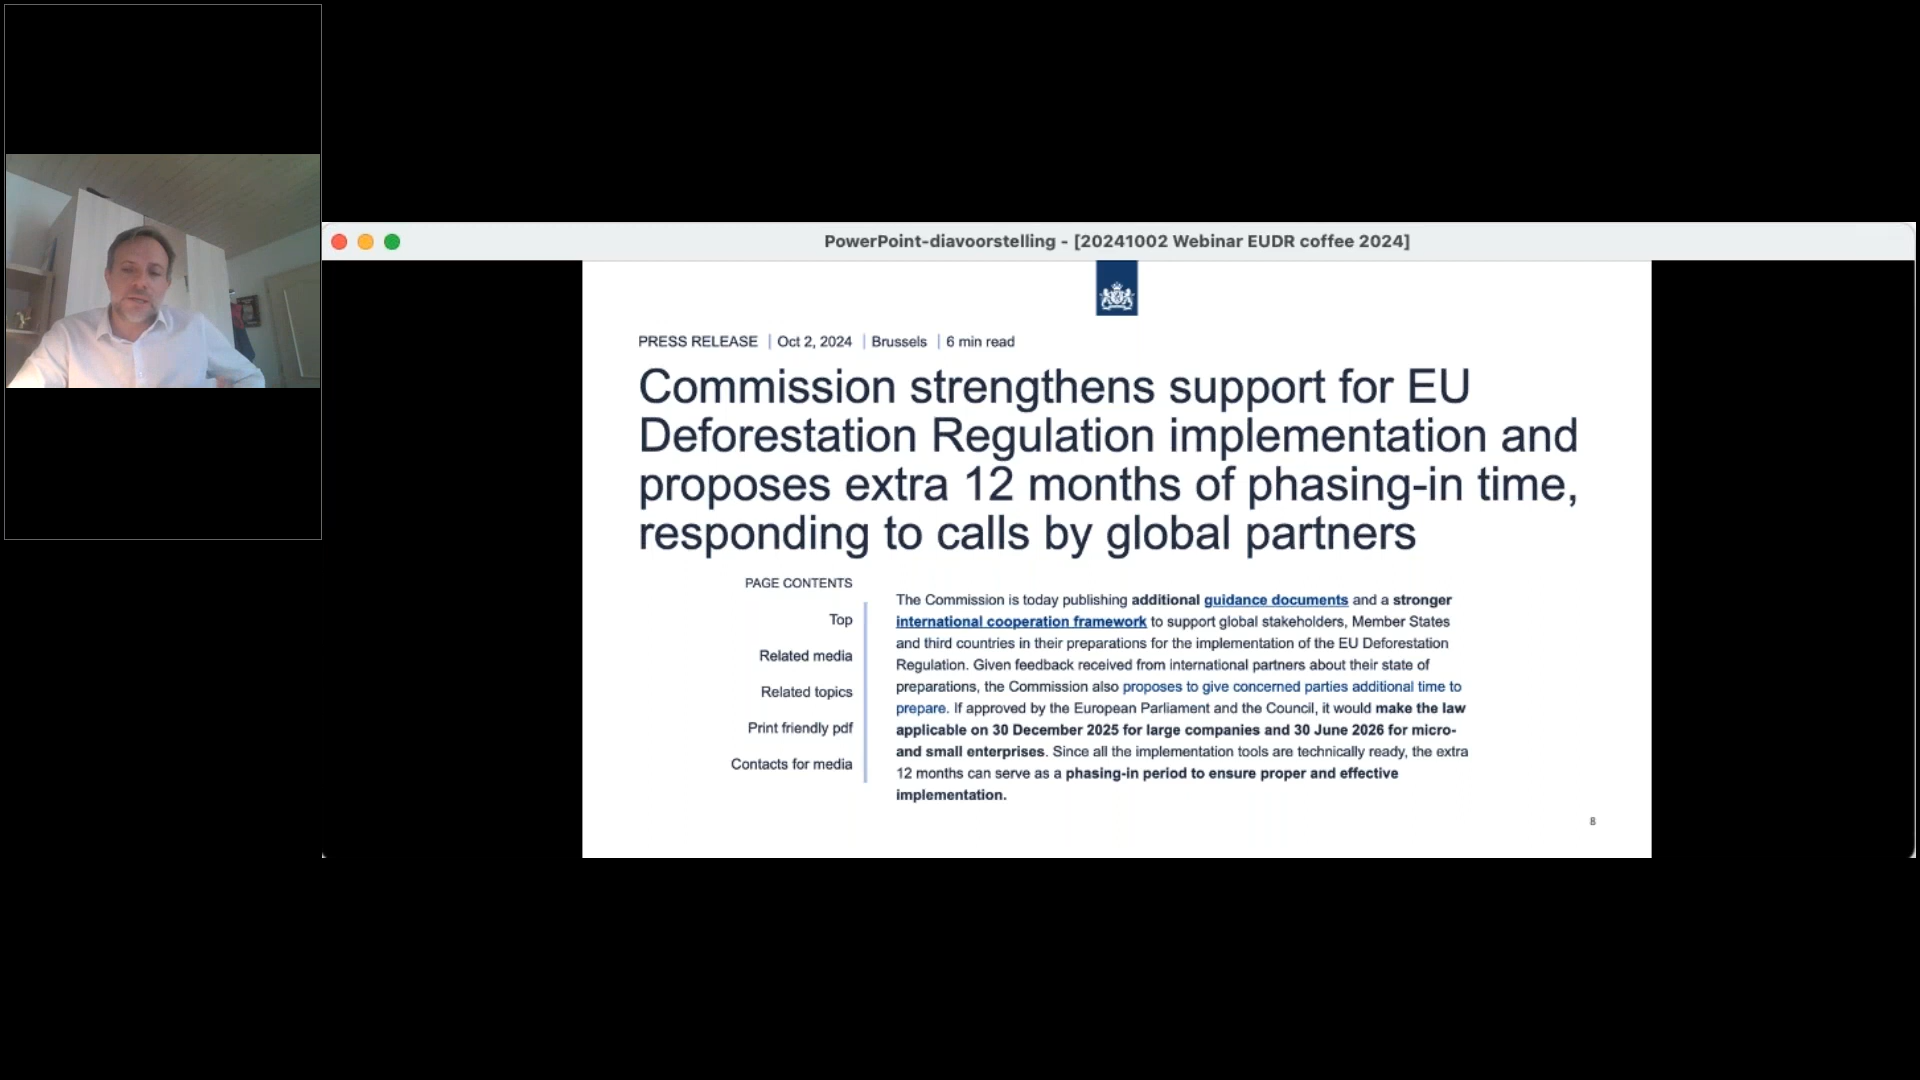 PowerPoint-diavoorstelling - [20241002 Webinar EUDR coffee 2024]
PRESS RELEASE | Oct 2, 2024 | Brussels | 6 min read
Commission strengthens support for EU
Deforestation Regulation implementation and
proposes extra 12 months of phasing-in time,
responding to calls by global partners
PAGE CONTENTS
Top
Related media
Related topics
Print friendly pdf
Contacts for media
The Commission is today publishing additional guidance documents and a stronger
international cooperation framework to support global stakeholders, Member States
and third countries in their preparations for the implementation of the EU Deforestation
Regulation. Given feedback received from international partners about their state of
preparations, the Commission also proposes to give concerned parties additional time to
prepare. If approved by the European Parliament and the Council, it would make the law
applicable on 30 December 2025 for large companies and 30 June 2026 for micro-
and small enterprises. Since all the implementation tools are technically ready, the extra
12 months can serve as a phasing-in period to ensure proper and effective
implementation.
8